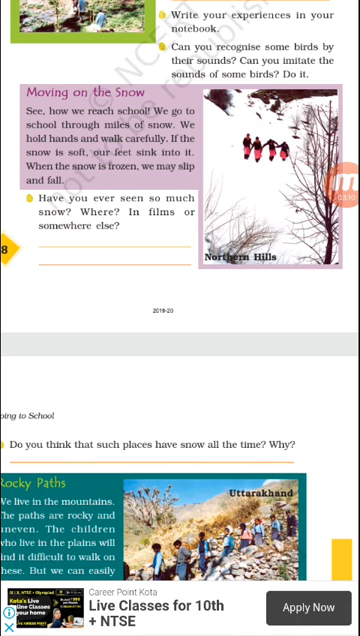 Write your experiences in your
notebook.
Can you recognise some birds by
their sounds? Can you imitate the
sounds of some birds? Do it.
Moving on the Snow
See, how we reach school! We go to
school through miles of snow. We
hold hands and walk carefully. If the
snow is soft, our feet sink into it.
When the snow is frozen, we may slip
and fall.
Have you ever seen so much
snow? Where? In films or
somewhere else?
Northern Hills
03:10
8
2019-20
oing to School
Do you think that such places have snow all the time? Why?
Rocky Paths
We live in the mountains.
The paths are rocky and
uneven. The children
who live in the plains will
find it difficult to walk on
these. But we can easily
Uttarakhand
Career Point Kota
Live Classes for 10th
+ NTSE
Apply Now